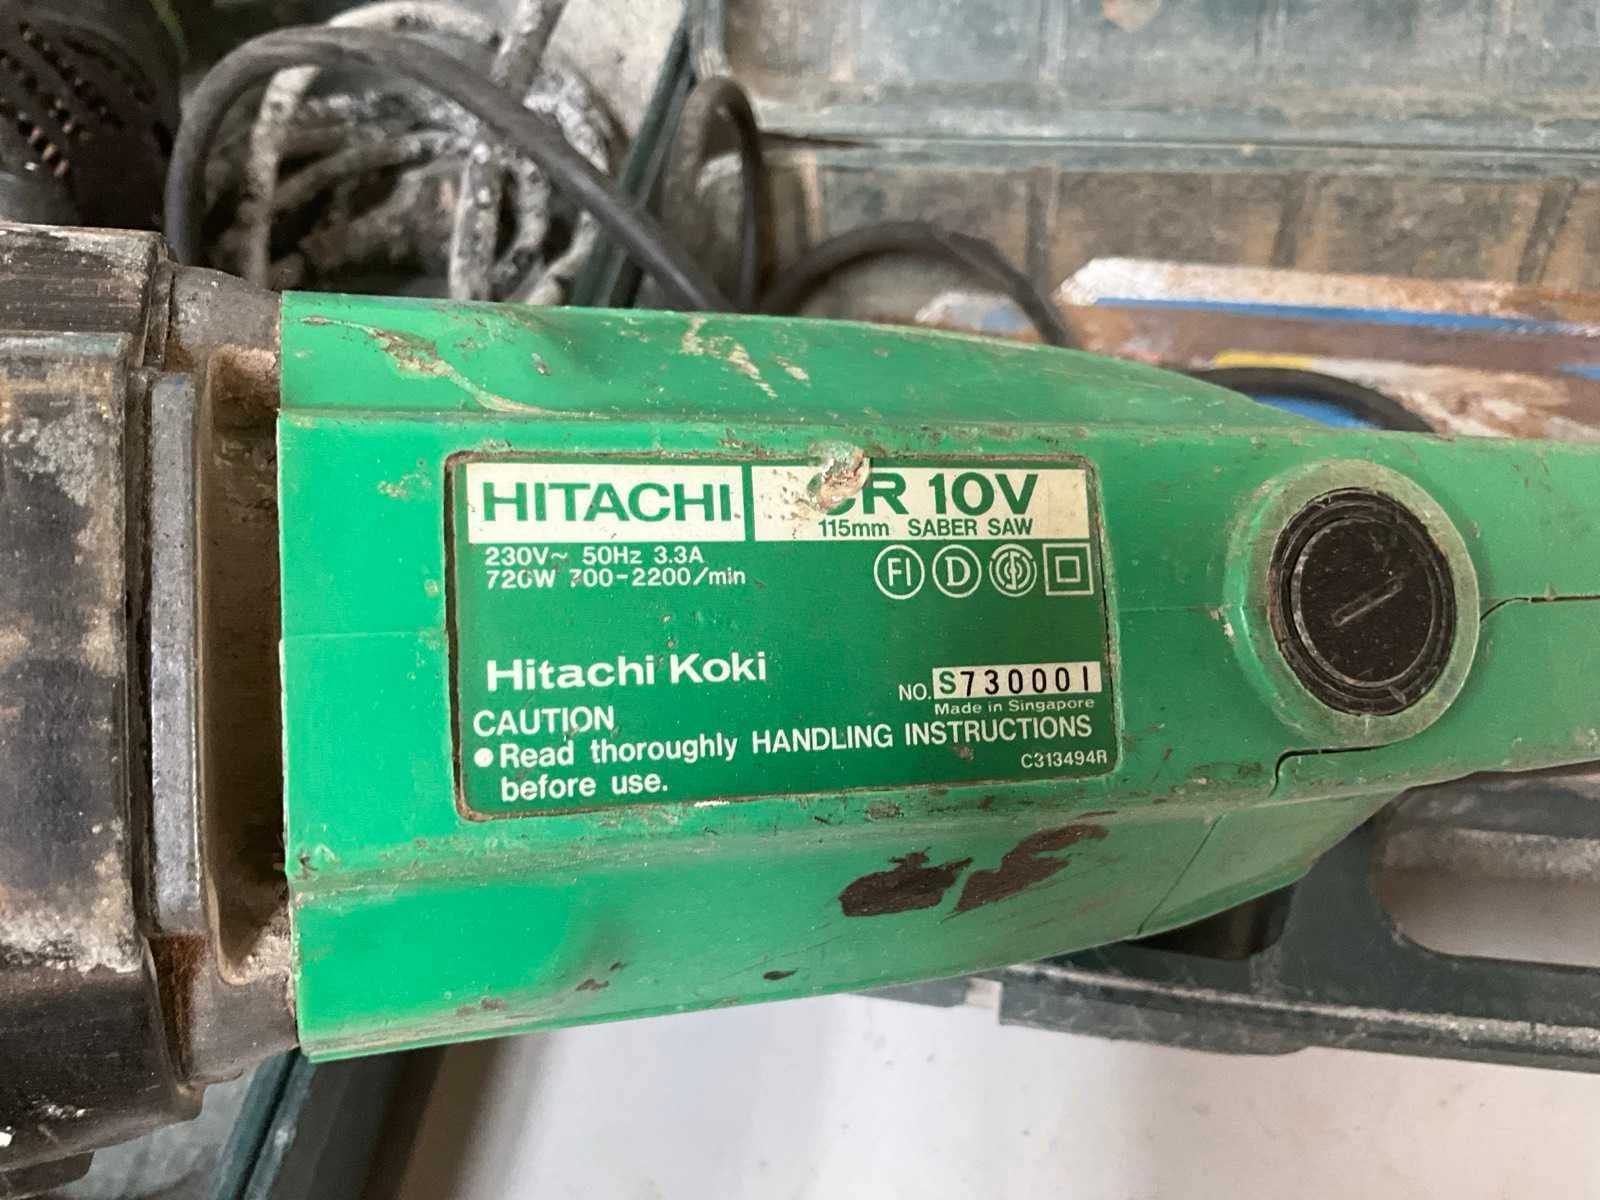 HITACHI
R 10V
115mm SABER SAW
230V~ 50Hz 3.3A
720W 700-2200/min
FI D S
Hitachi Koki
NO. S730001
Made in Singapore
CAUTION
● Read thoroughly HANDLING INSTRUCTIONS
before use.
C313494R